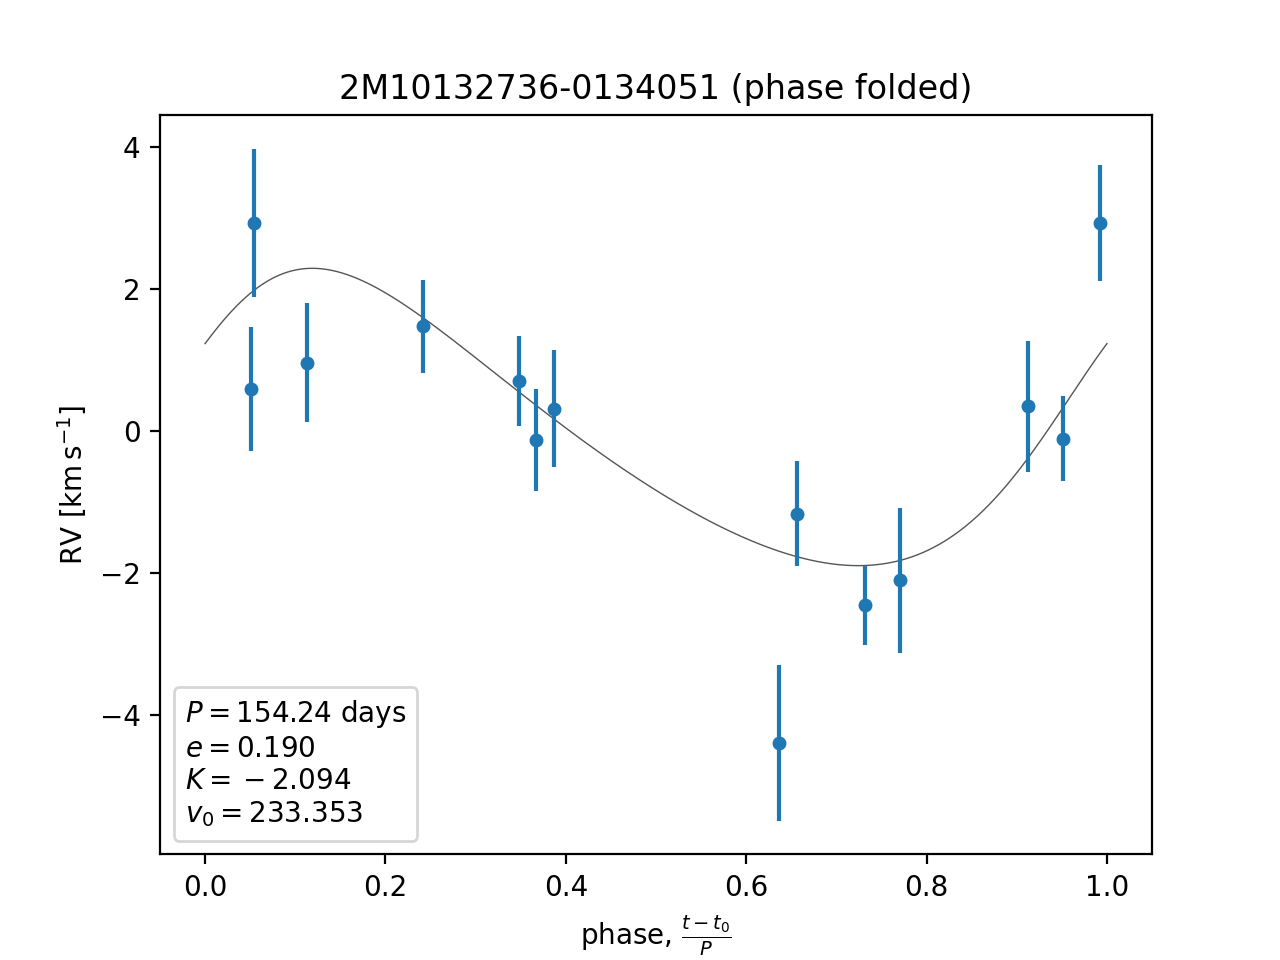 2M10132736-0134051 (phase folded)
RV [km s⁻¹]
4
2
0
−2
−4
P = 154.24 days
e = 0.190
K = −2.094
v₀ = 233.353
0.0 0.2 0.4 0.6 0.8 1.0
phase, (t − t₀)/P